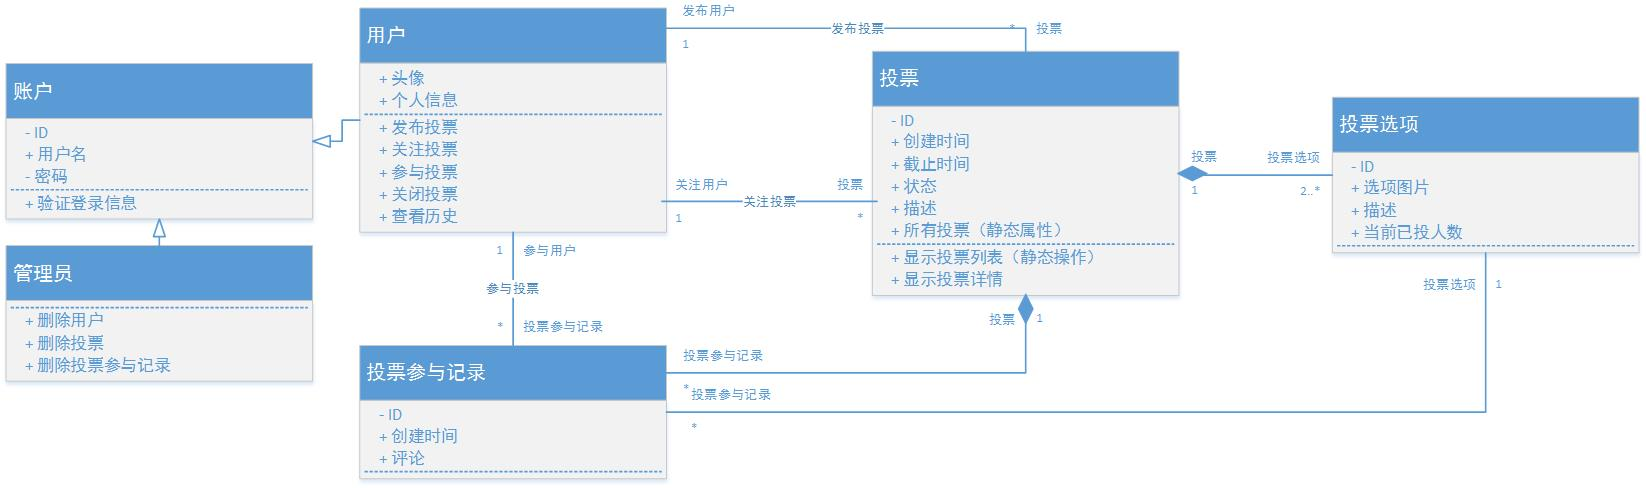 账户
- ID
+ 用户名
- 密码
+ 验证登录信息
管理员
+ 删除用户
+ 删除投票
+ 删除投票参与记录
用户
+ 头像
+ 个人信息
+ 发布投票
+ 关注投票
+ 参与投票
+ 关闭投票
+ 查看历史
发布用户
1
发布投票
*
投票
关注用户
1
关注投票
投票
*
1
参与用户
参与投票
*
投票参与记录
投票参与记录
- ID
+ 创建时间
+ 评论
投票
- ID
+ 创建时间
+ 截止时间
+ 状态
+ 描述
+ 所有投票（静态属性）
+ 显示投票列表（静态操作）
+ 显示投票详情
投票
1
投票选项
2..*
投票选项
- ID
+ 选项图片
+ 描述
+ 当前已投人数
投票
1
投票参与记录
*
投票选项
1
投票参与记录
*